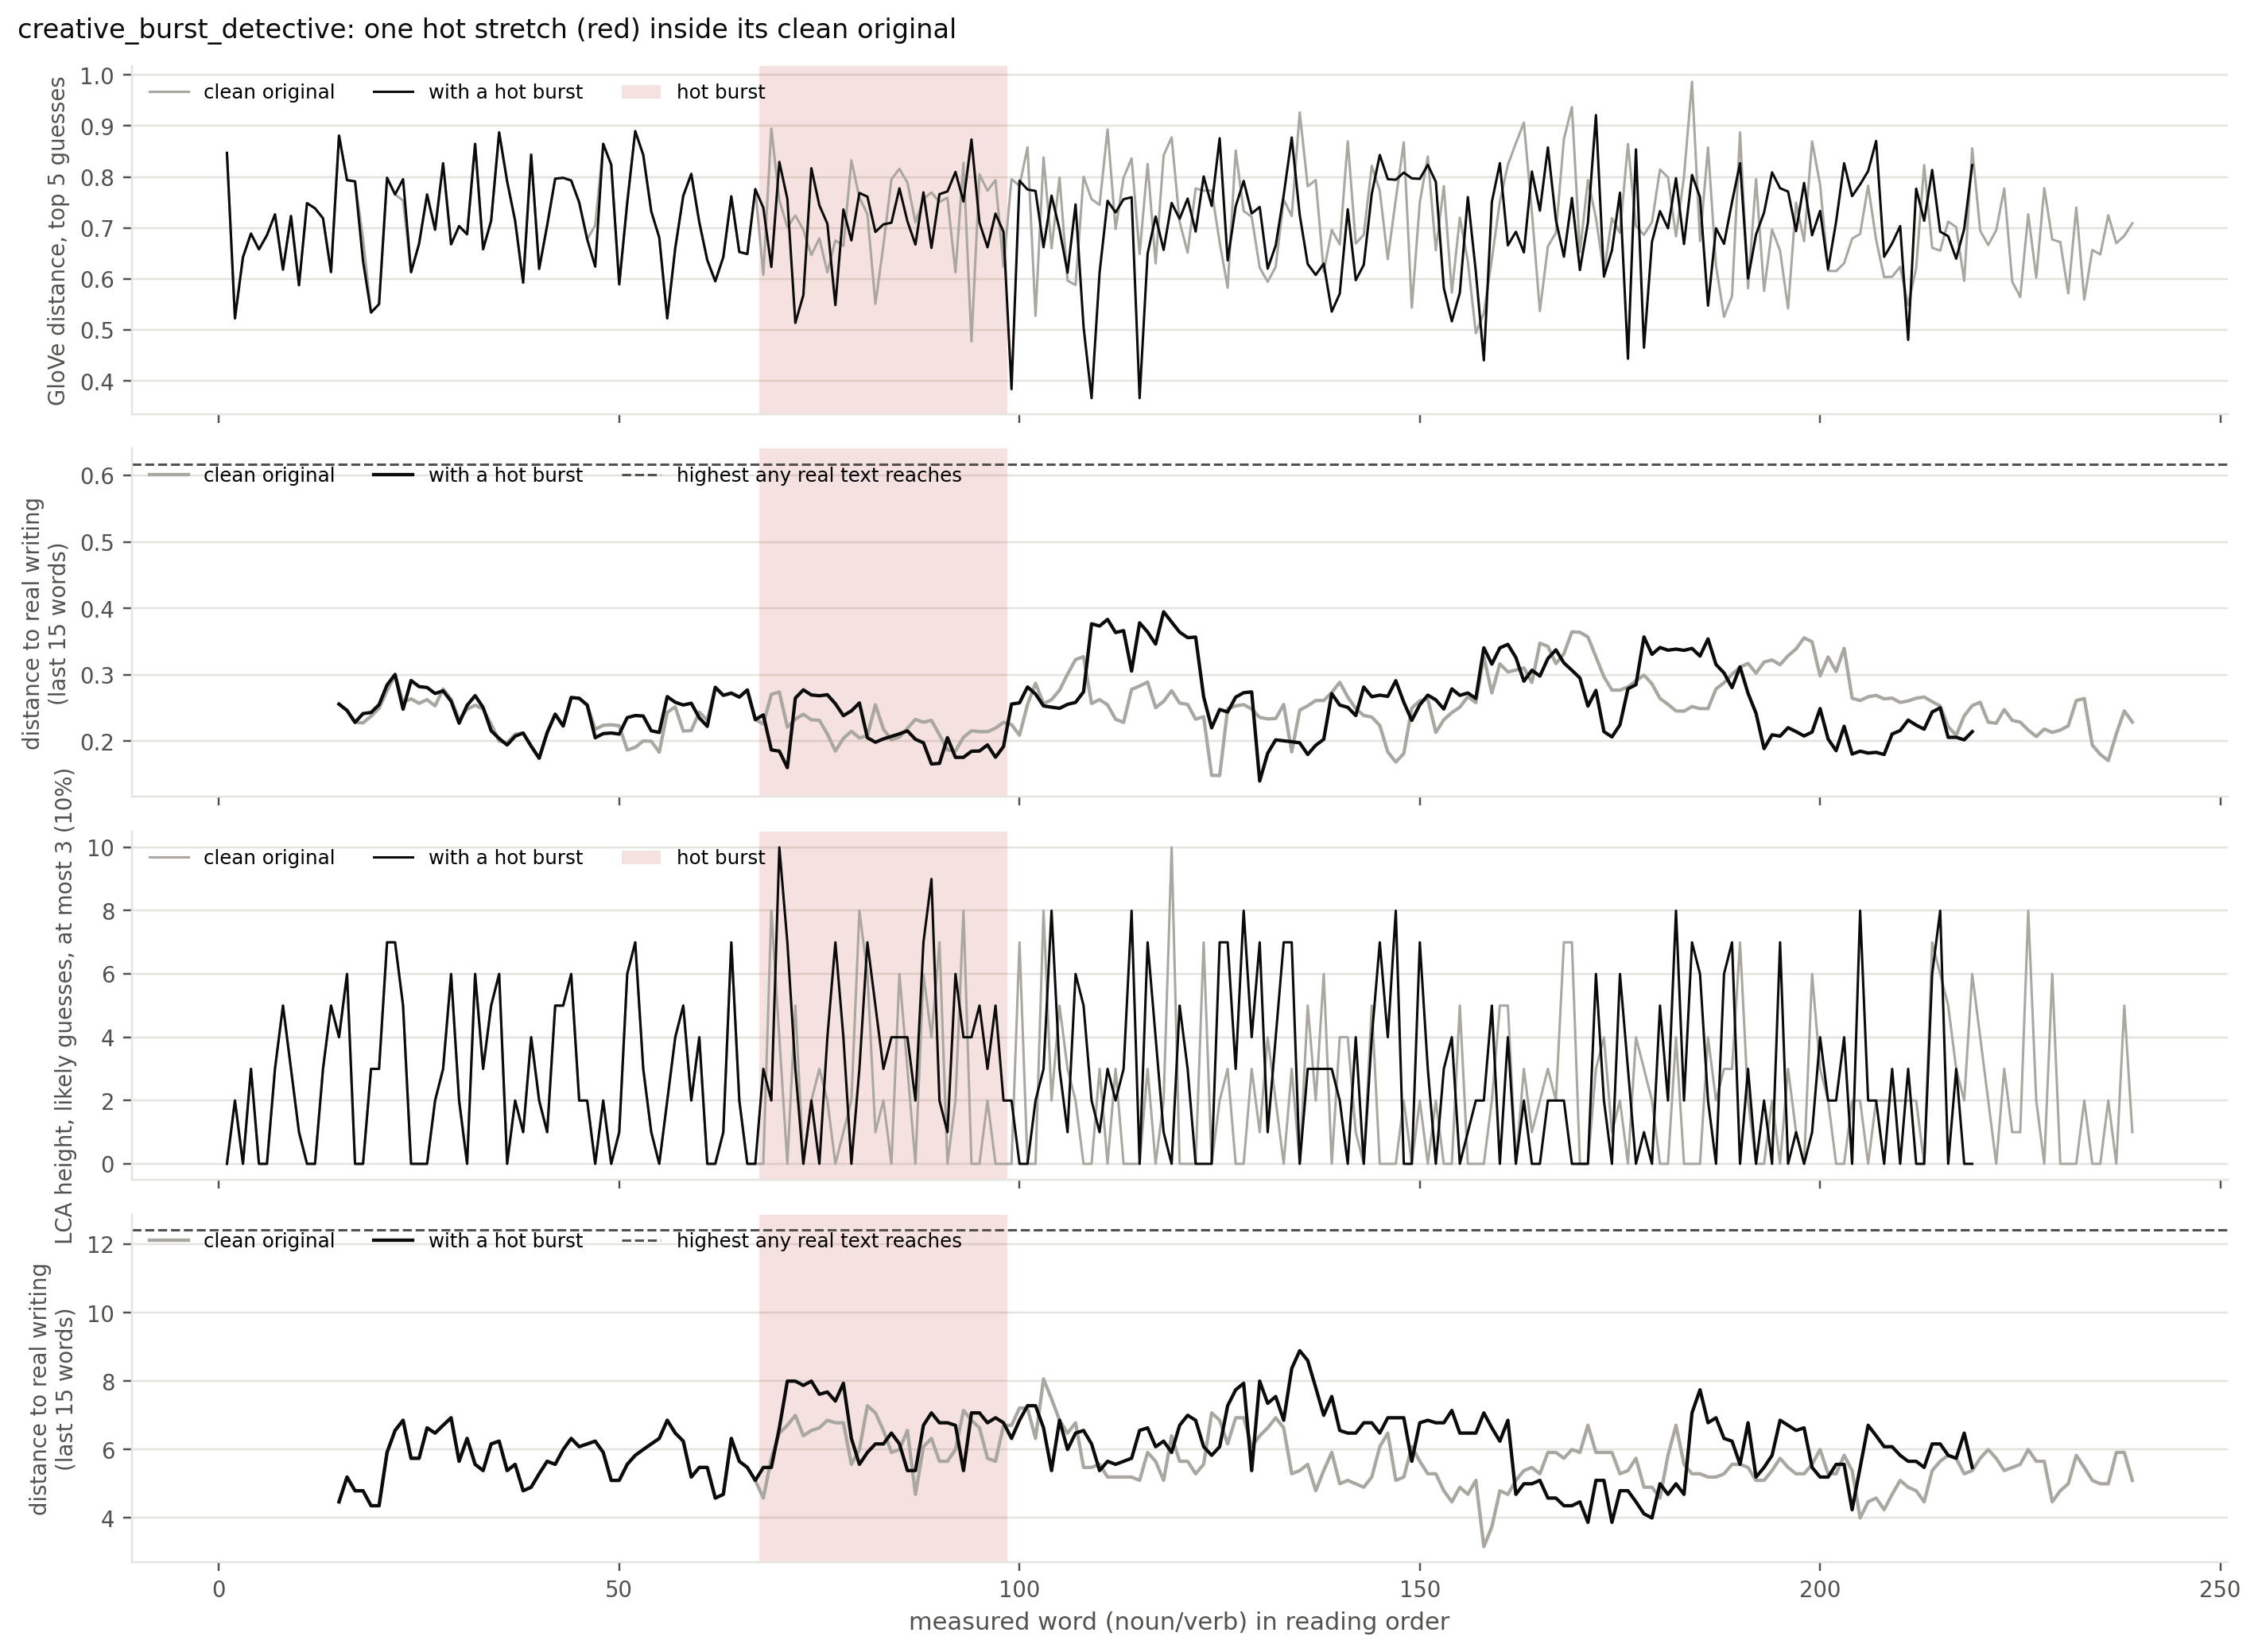 creative_burst_detective: one hot stretch (red) inside its clean original
GloVe distance, top 5 guesses
1.0
0.9
0.8
0.7
0.6
0.5
0.4
clean original
with a hot burst
hot burst
distance to real writing
(last 15 words)
0.6
0.5
0.4
0.3
0.2
clean original
with a hot burst
highest any real text reaches
LCA height, likely guesses, at most 3 (10%)
10
8
6
4
2
0
clean original
with a hot burst
hot burst
distance to real writing
(last 15 words)
12
10
8
6
4
clean original
with a hot burst
highest any real text reaches
0
50
100
150
200
250
measured word (noun/verb) in reading order